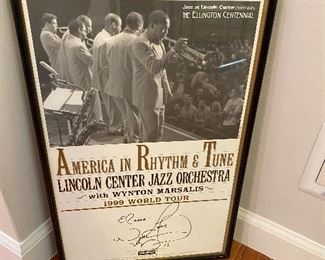 Jazz at Lincoln Center
THE ELLINGTON CENTENNIAL
AMERICA IN RHYTHM & TUNE
LINCOLN CENTER JAZZ ORCHESTRA
with WYNTON MARSALIS
1999 WORLD TOUR